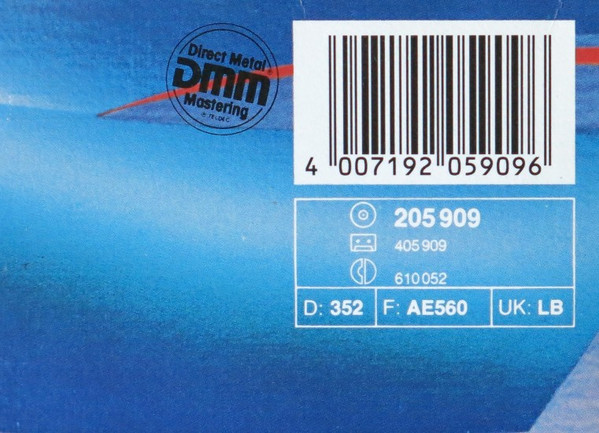 Direct Metal
DMM
Mastering
4 007192 059096
205 909
405 909
610 052
D: 352 F: AE560 UK: LB